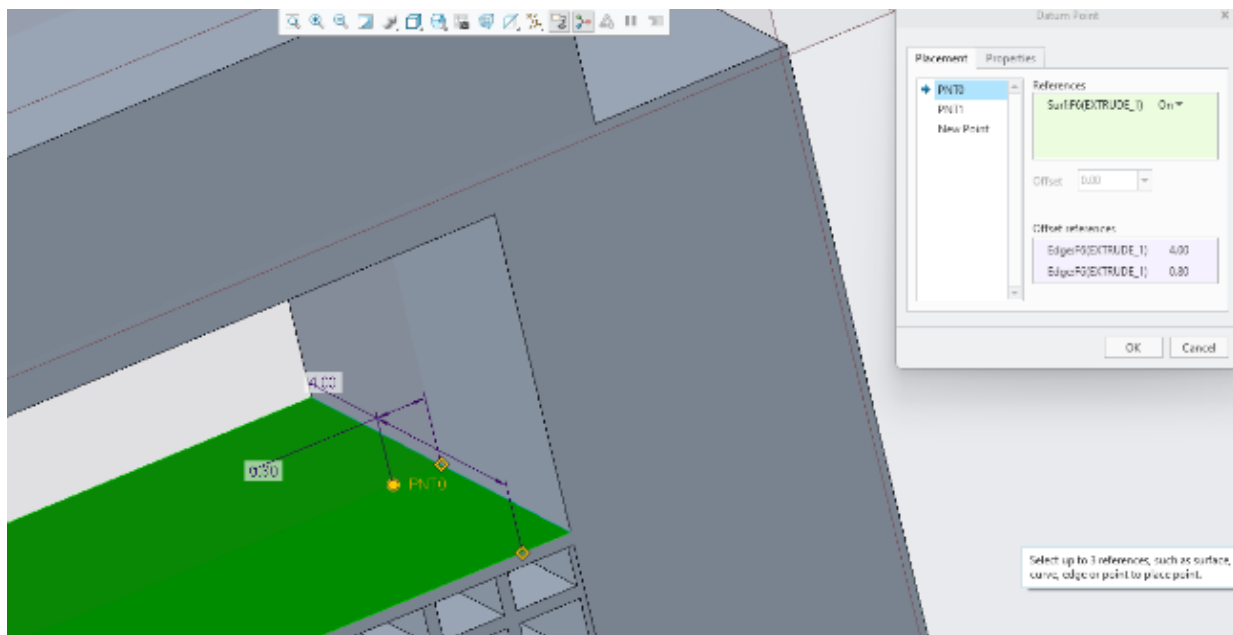 Datum Point
Placement Properties
PNT0
PNT1
New Point
References
Surf:F6(EXTRUDE_1) On
Offset 0.00
Offset references
Edge:F6(EXTRUDE_1) 4.00
Edge:F6(EXTRUDE_1) 0.80
OK Cancel
4.00
0.80
PNT0
Select up to 3 references, such as surface,
curve, edge or point to place point.